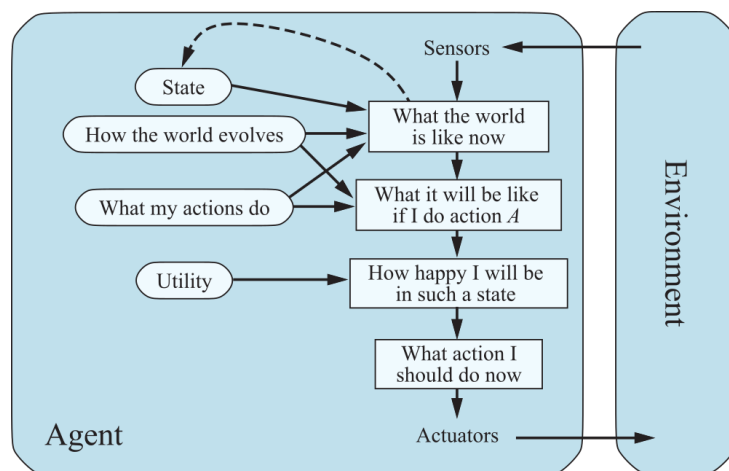 Sensors
State
What the world
is like now
How the world evolves
What my actions do
What it will be like
if I do action A
Utility
How happy I will be
in such a state
What action I
should do now
Agent
Actuators
Environment